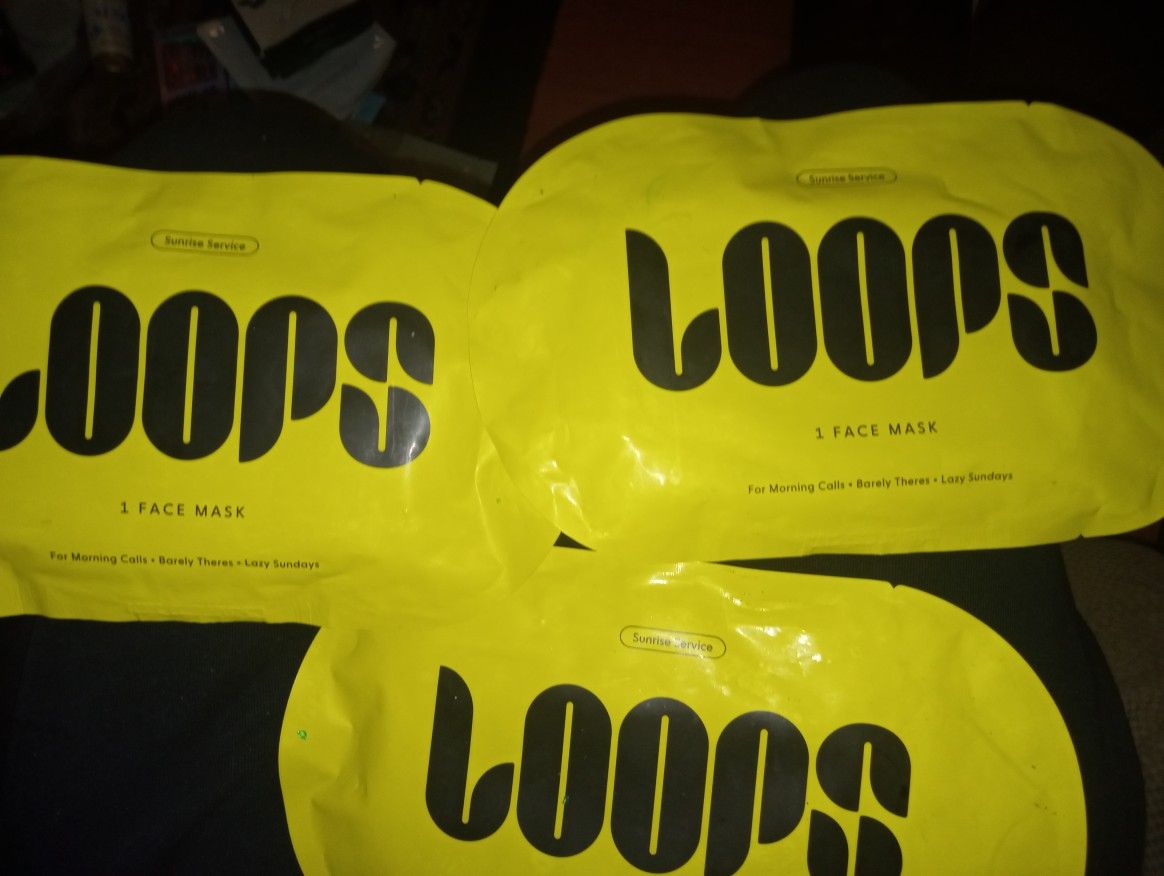 Sunrise Service
LOOPS
1 FACE MASK
For Morning Calls • Barely Theres • Lazy Sundays
Sunrise Service
LOOPS
1 FACE MASK
For Morning Calls • Barely Theres • Lazy Sundays
Sunrise Service
LOOPS